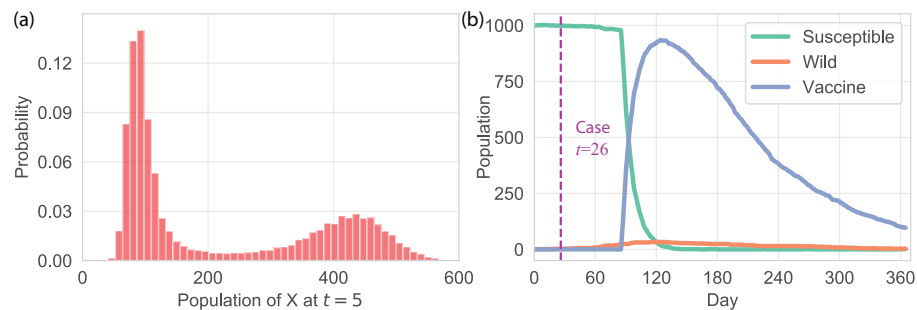 (a)
0.12
0.09
0.06
0.03
0.00
Probability
0
200
400
600
Population of X at t = 5
(b)
1000
750
500
250
0
Population
Susceptible
Wild
Vaccine
Case
t=26
0
60
120
180
240
300
360
Day